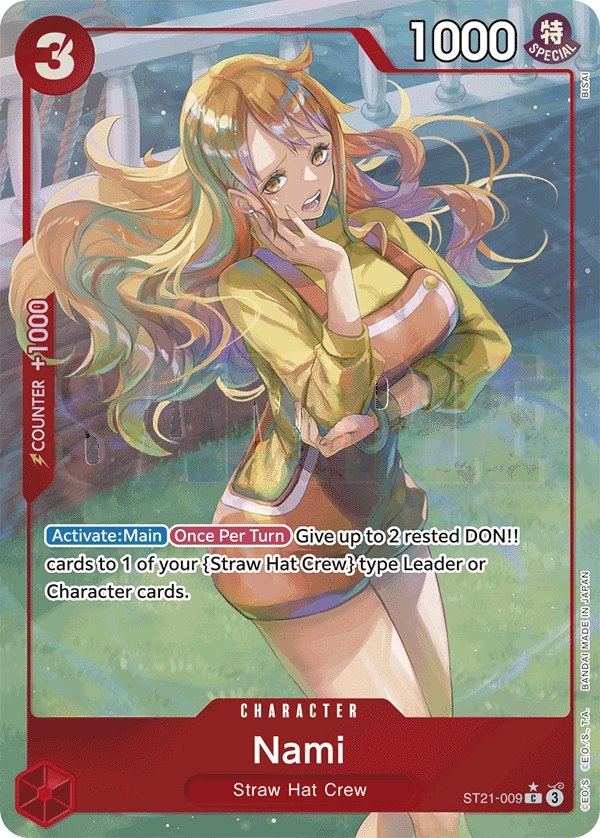 3
1000
特
SPECIAL
BISAI
COUNTER +1000
SAMPLE
Activate:Main Once Per Turn Give up to 2 rested DON!!
cards to 1 of your {Straw Hat Crew} type Leader or
Character cards.
CHARACTER
Nami
Straw Hat Crew
ST21-009 C 3
©E.O/S ©E.O./S., T.A. BANDAI MADE IN JAPAN